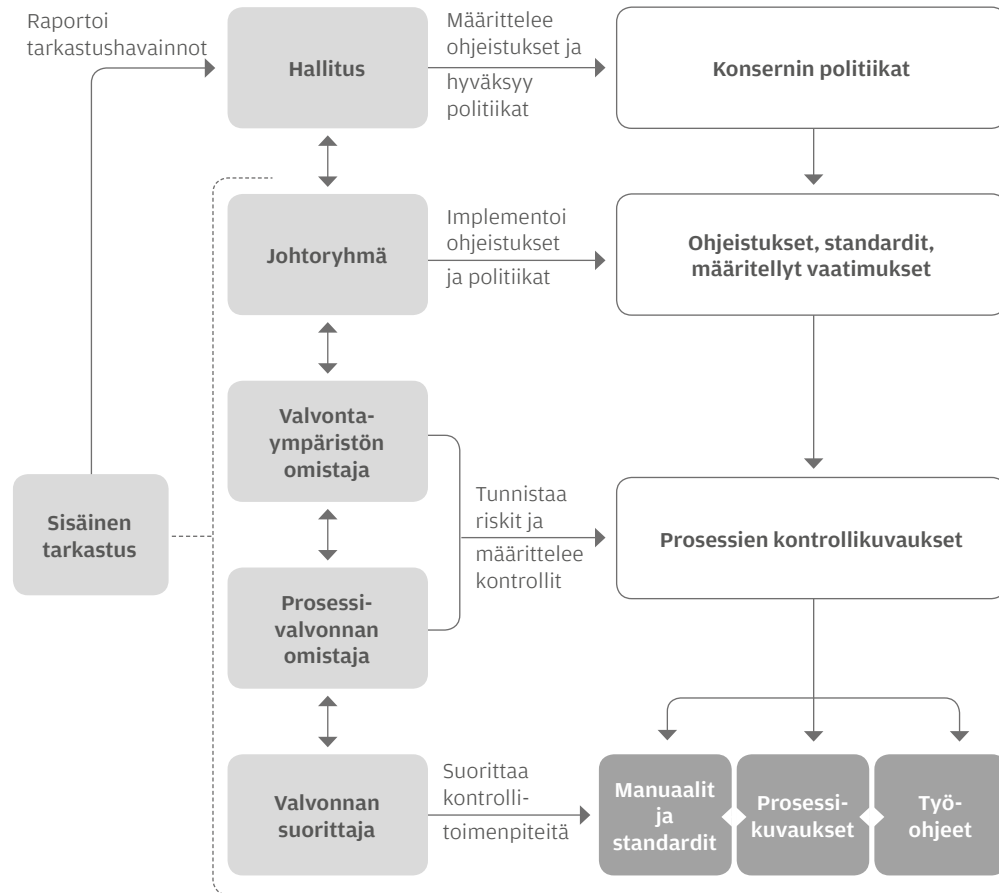 Raportoi
tarkastushavainnot
Hallitus
Määrittelee
ohjeistukset ja
hyväksyy
politiikat
Konsernin politiikat
Johtoryhmä
Implementoi
ohjeistukset
ja politiikat
Ohjeistukset, standardit,
määritellyt vaatimukset
Valvonta-
ympäristön
omistaja
Sisäinen
tarkastus
Tunnistaa
riskit ja
määrittelee
kontrollit
Prosessien kontrollikuvaukset
Prosessi-
valvonnan
omistaja
Valvonnan
suorittaja
Suorittaa
kontrolli-
toimenpiteitä
Manuaalit
ja
standardit
Prosessi-
kuvaukset
Työ-
ohjeet